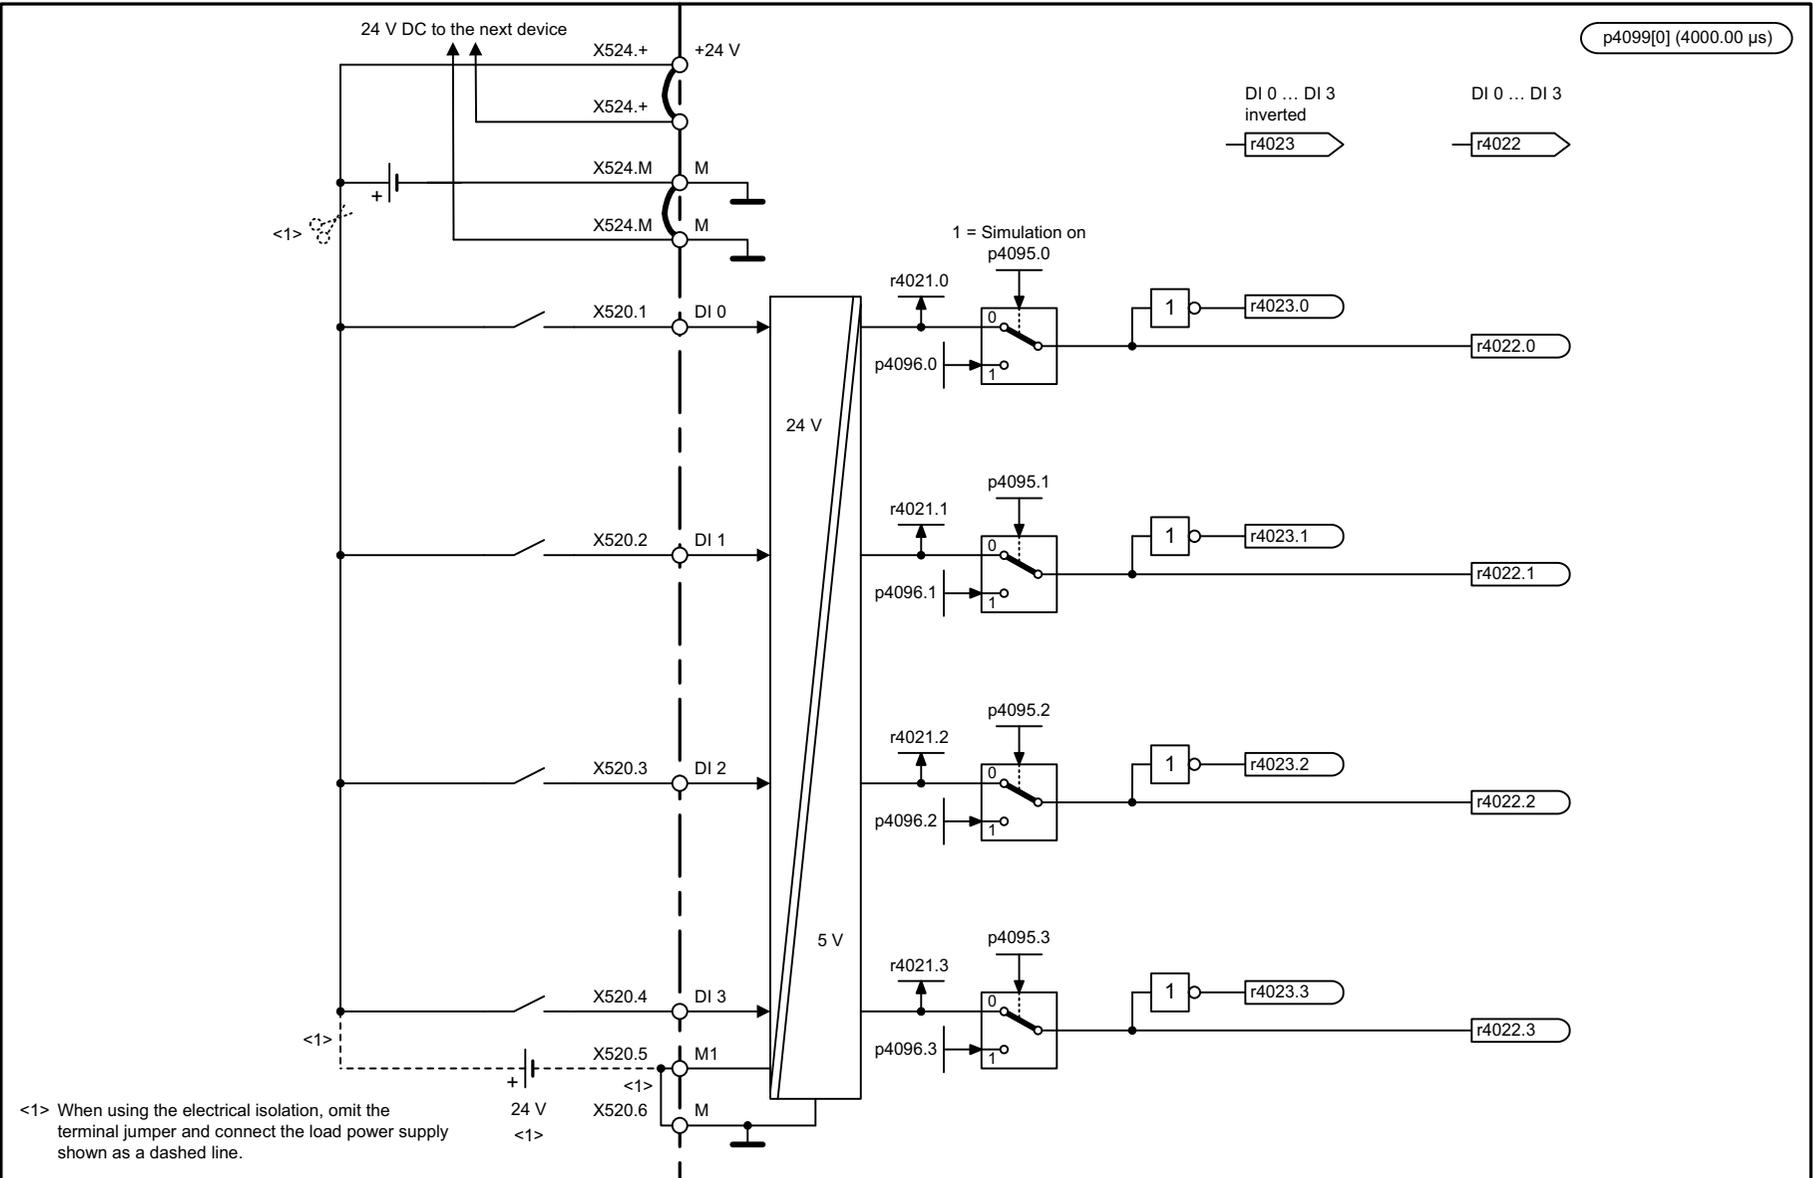 24 V DC to the next device
X524.+
+24 V
p4099[0] (4000.00 µs)
X524.+
DI 0 … DI 3
inverted
r4023
DI 0 … DI 3
r4022
X524.M
M
+
<1>
X524.M
M
1 = Simulation on
p4095.0
r4021.0
X520.1
DI 0
0
1
r4023.0
r4022.0
p4096.0
1
24 V
p4095.1
r4021.1
X520.2
DI 1
0
1
r4023.1
r4022.1
p4096.1
1
p4095.2
r4021.2
X520.3
DI 2
0
1
r4023.2
r4022.2
p4096.2
1
5 V
p4095.3
r4021.3
X520.4
DI 3
0
1
r4023.3
r4022.3
p4096.3
1
<1>
X520.5
M1
+
<1>
24 V
<1>
X520.6
M
<1> When using the electrical isolation, omit the
terminal jumper and connect the load power supply
shown as a dashed line.